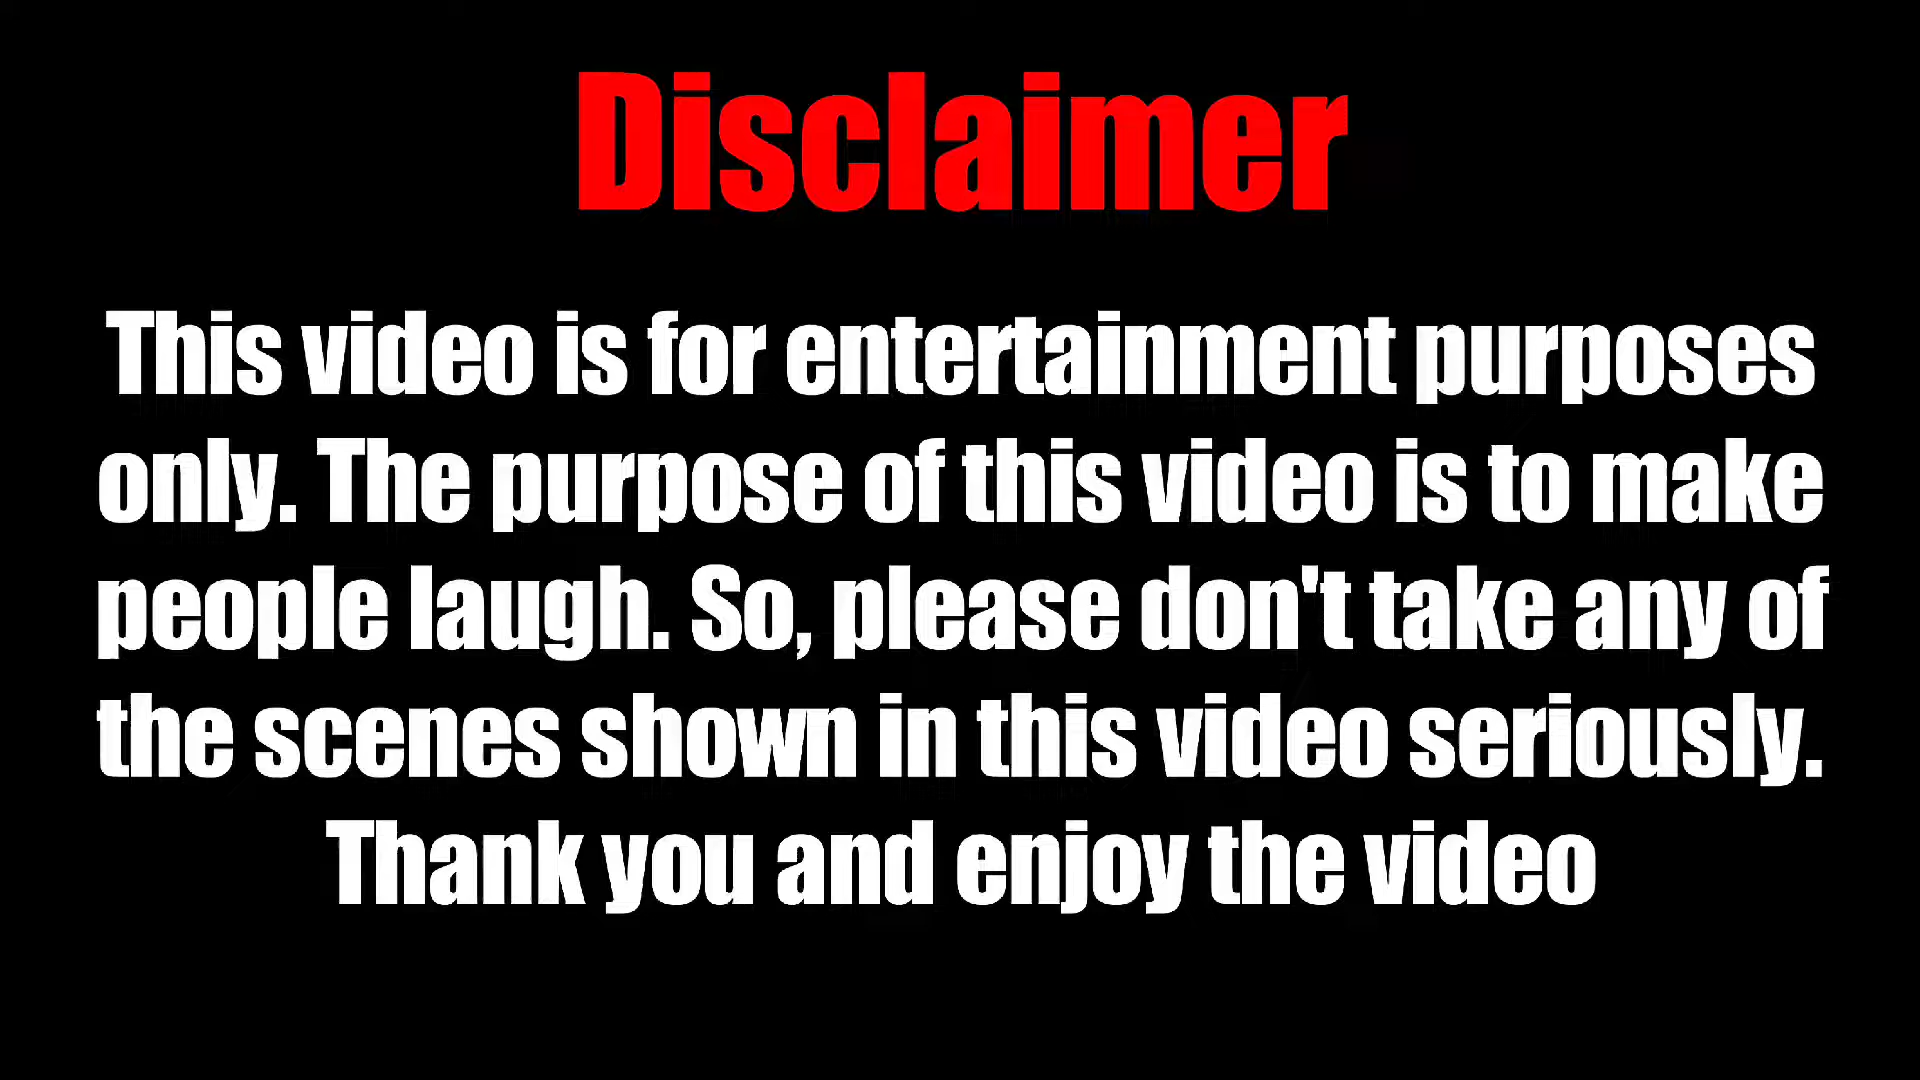 Disclaimer
This video is for entertainment purposes
only. The purpose of this video is to make
people laugh. So, please don't take any of
the scenes shown in this video seriously.
Thank you and enjoy the video